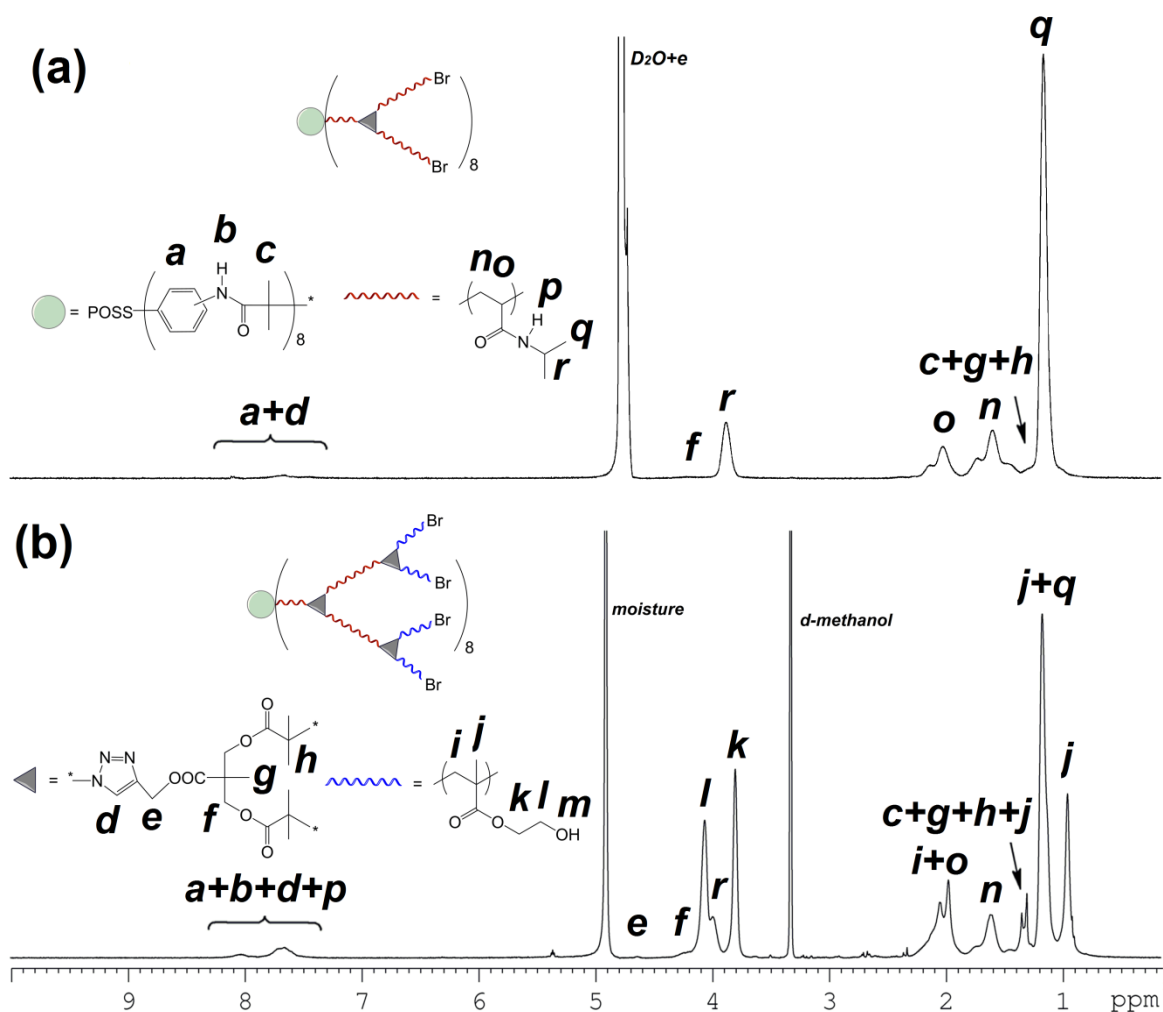 (a)
q
D2O+e
Br
Br
8
b
a
c
H
N
POSS
O
8
*
=
=
n
o
p
H
O
N
q
r
a+d
f
r
o
n
c+g+h
(b)
Br
Br
Br
Br
8
moisture
d-methanol
j+q
=
*
N
N
N
O
O
*
h
OOC
g
O
O
*
d
e
f
=
i
j
O
O
k
l
m
OH
a+b+d+p
e
f
l
r
k
i+o
n
c+g+h+j
j
9
8
7
6
5
4
3
2
1
ppm